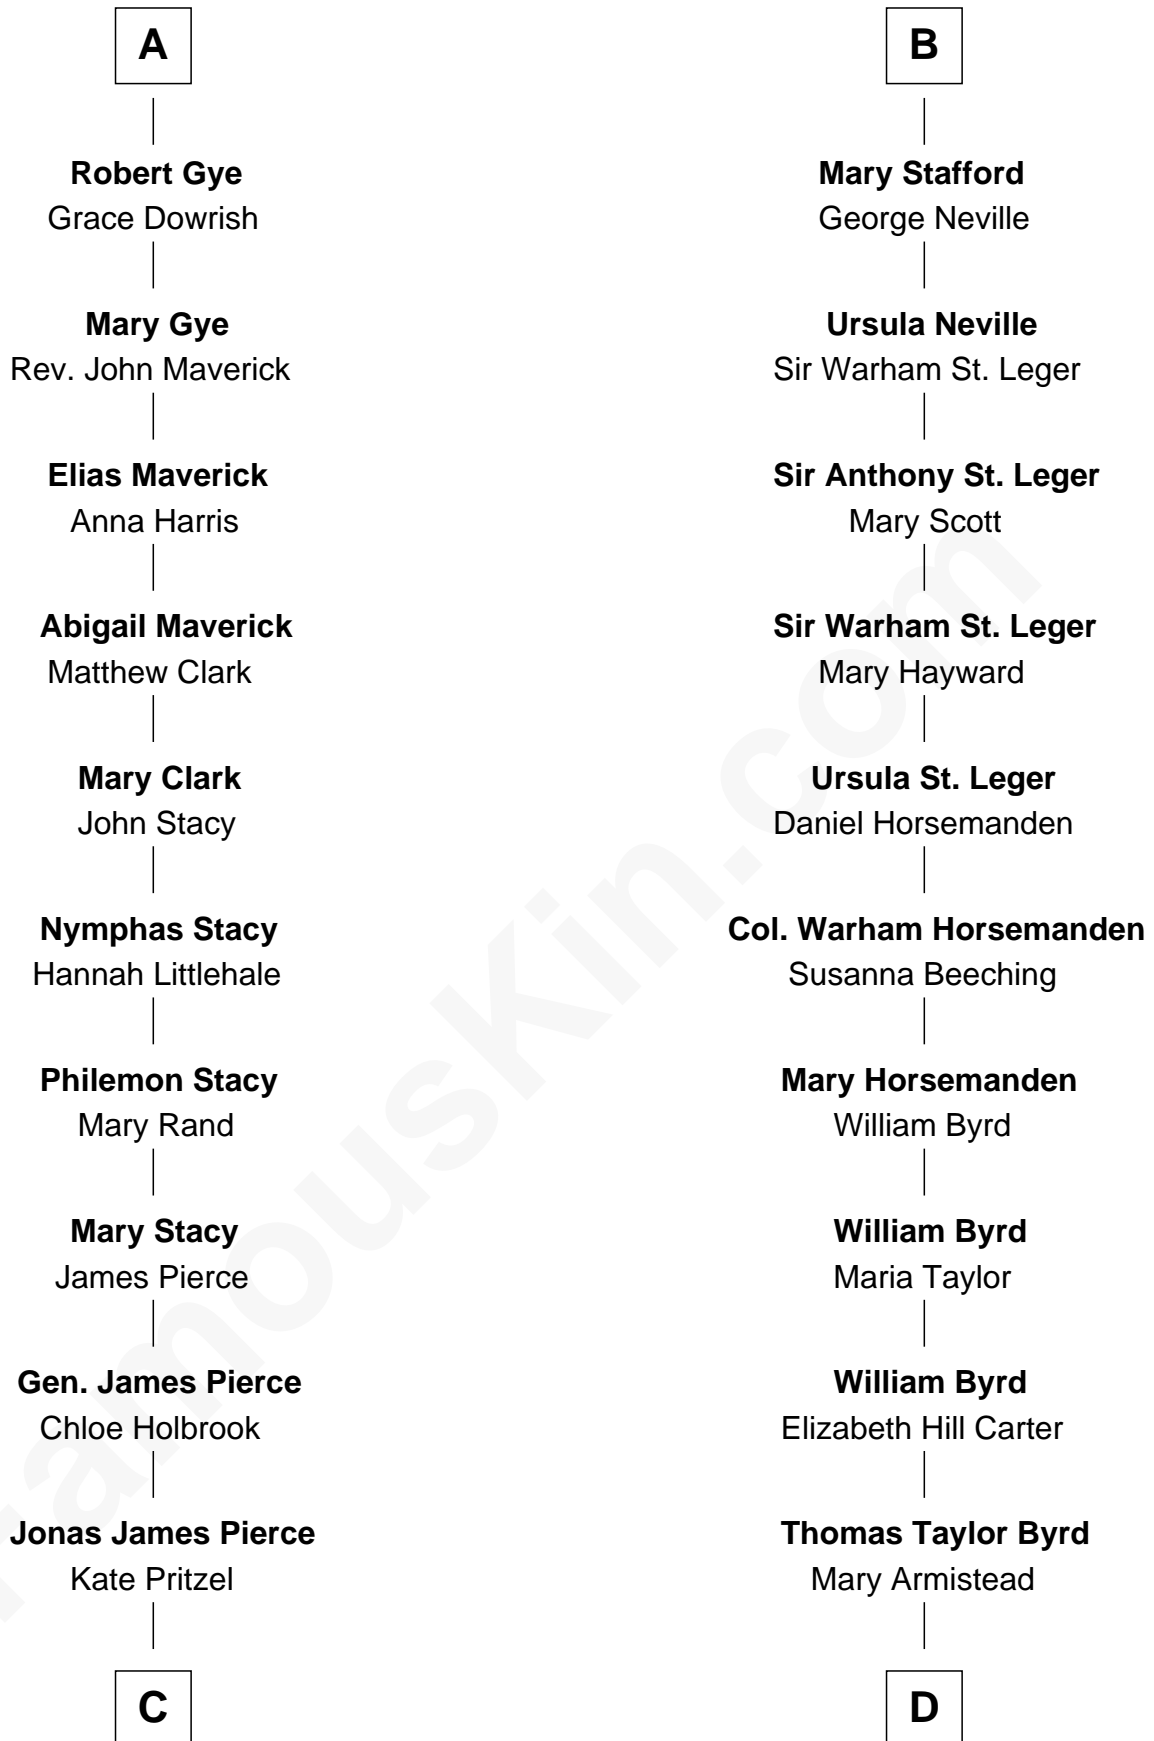 A
Robert Gye
Grace Dowrish
Mary Gye
Rev. John Maverick
Elias Maverick
Anna Harris
Abigail Maverick
Matthew Clark
Mary Clark
John Stacy
Nymphas Stacy
Hannah Littlehale
Philemon Stacy
Mary Rand
Mary Stacy
James Pierce
Gen. James Pierce
Chloe Holbrook
Jonas James Pierce
Kate Pritzel
C
B
Mary Stafford
George Neville
Ursula Neville
Sir Warham St. Leger
Sir Anthony St. Leger
Mary Scott
Sir Warham St. Leger
Mary Hayward
Ursula St. Leger
Daniel Horsemanden
Col. Warham Horsemanden
Susanna Beeching
Mary Horsemanden
William Byrd
William Byrd
Maria Taylor
William Byrd
Elizabeth Hill Carter
Thomas Taylor Byrd
Mary Armistead
D
FamousKin.com